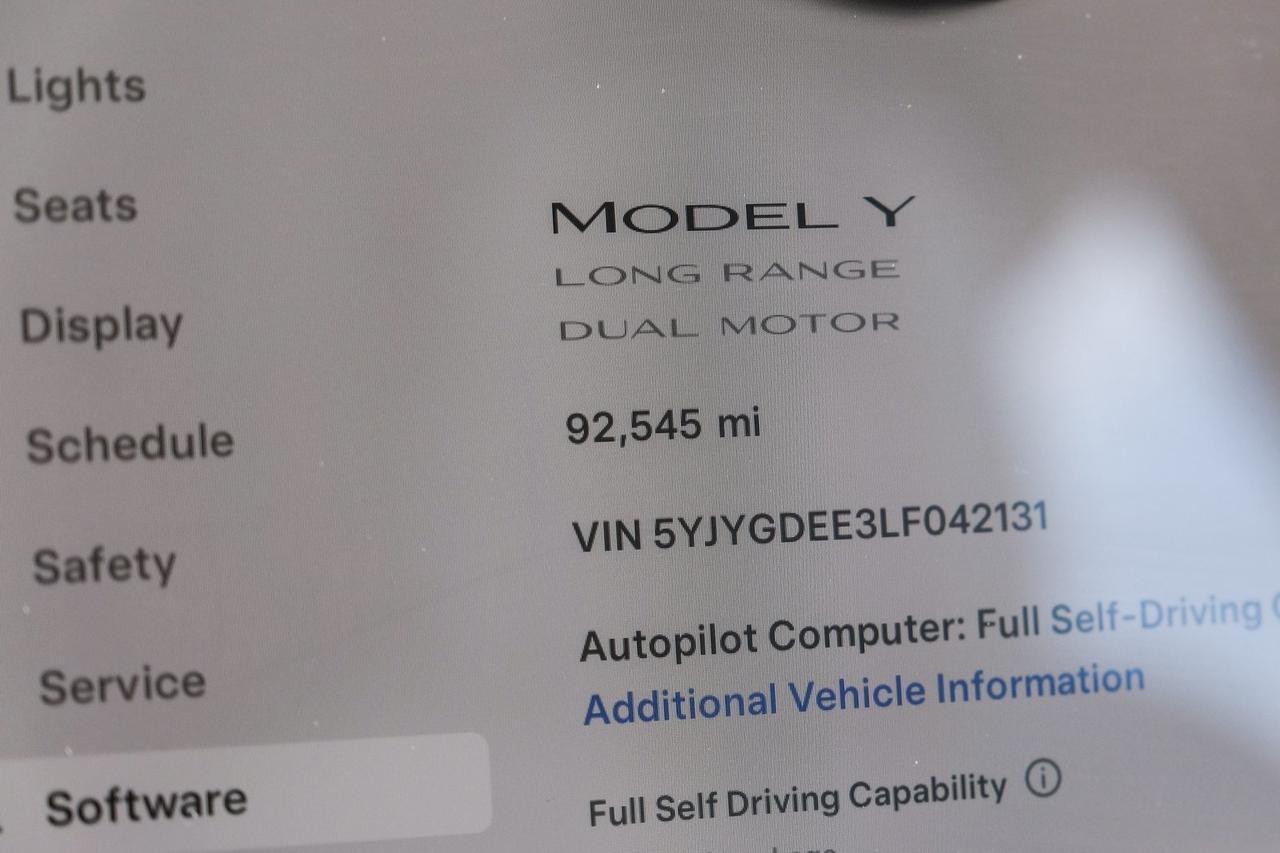 Lights
Seats
Display
Schedule
Safety
Service
Software
MODEL Y
LONG RANGE
DUAL MOTOR
92,545 mi
VIN 5YJYGDEE3LF042131
Autopilot Computer: Full Self-Driving
Additional Vehicle Information
Full Self Driving Capability